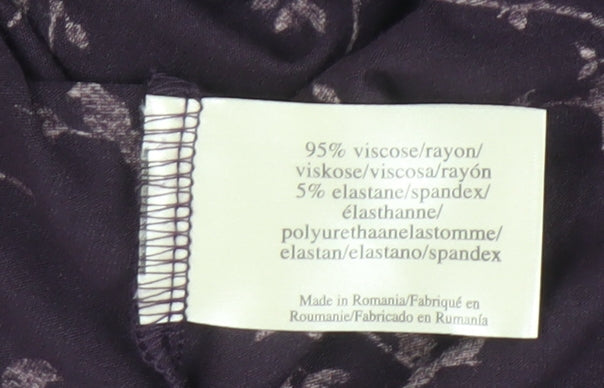 95% viscose/rayon/
viskose/viscosa/rayón
5% elastane/spandex/
élasthanne/
polyurethaanelastomme/
elastan/elastano/spandex
Made in Romania/Fabriqué en
Roumanie/Fabricado en Rumanía